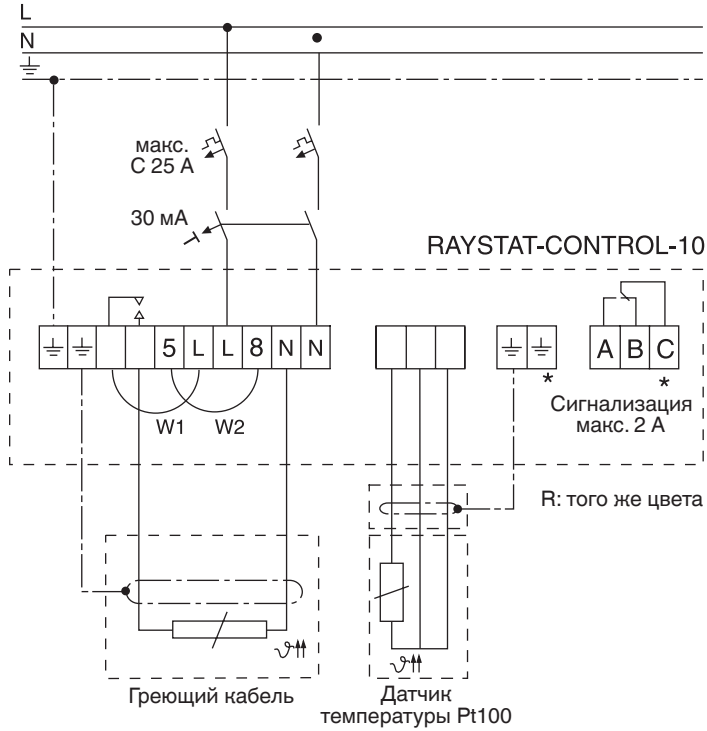 L
N
макс.
C 25 A
30 мА
RAYSTAT-CONTROL-10
5 L L 8 N N
A B C
*
*
W1 W2
Сигнализация
макс. 2 А
R: того же цвета
Греющий кабель
Датчик
температуры Pt100